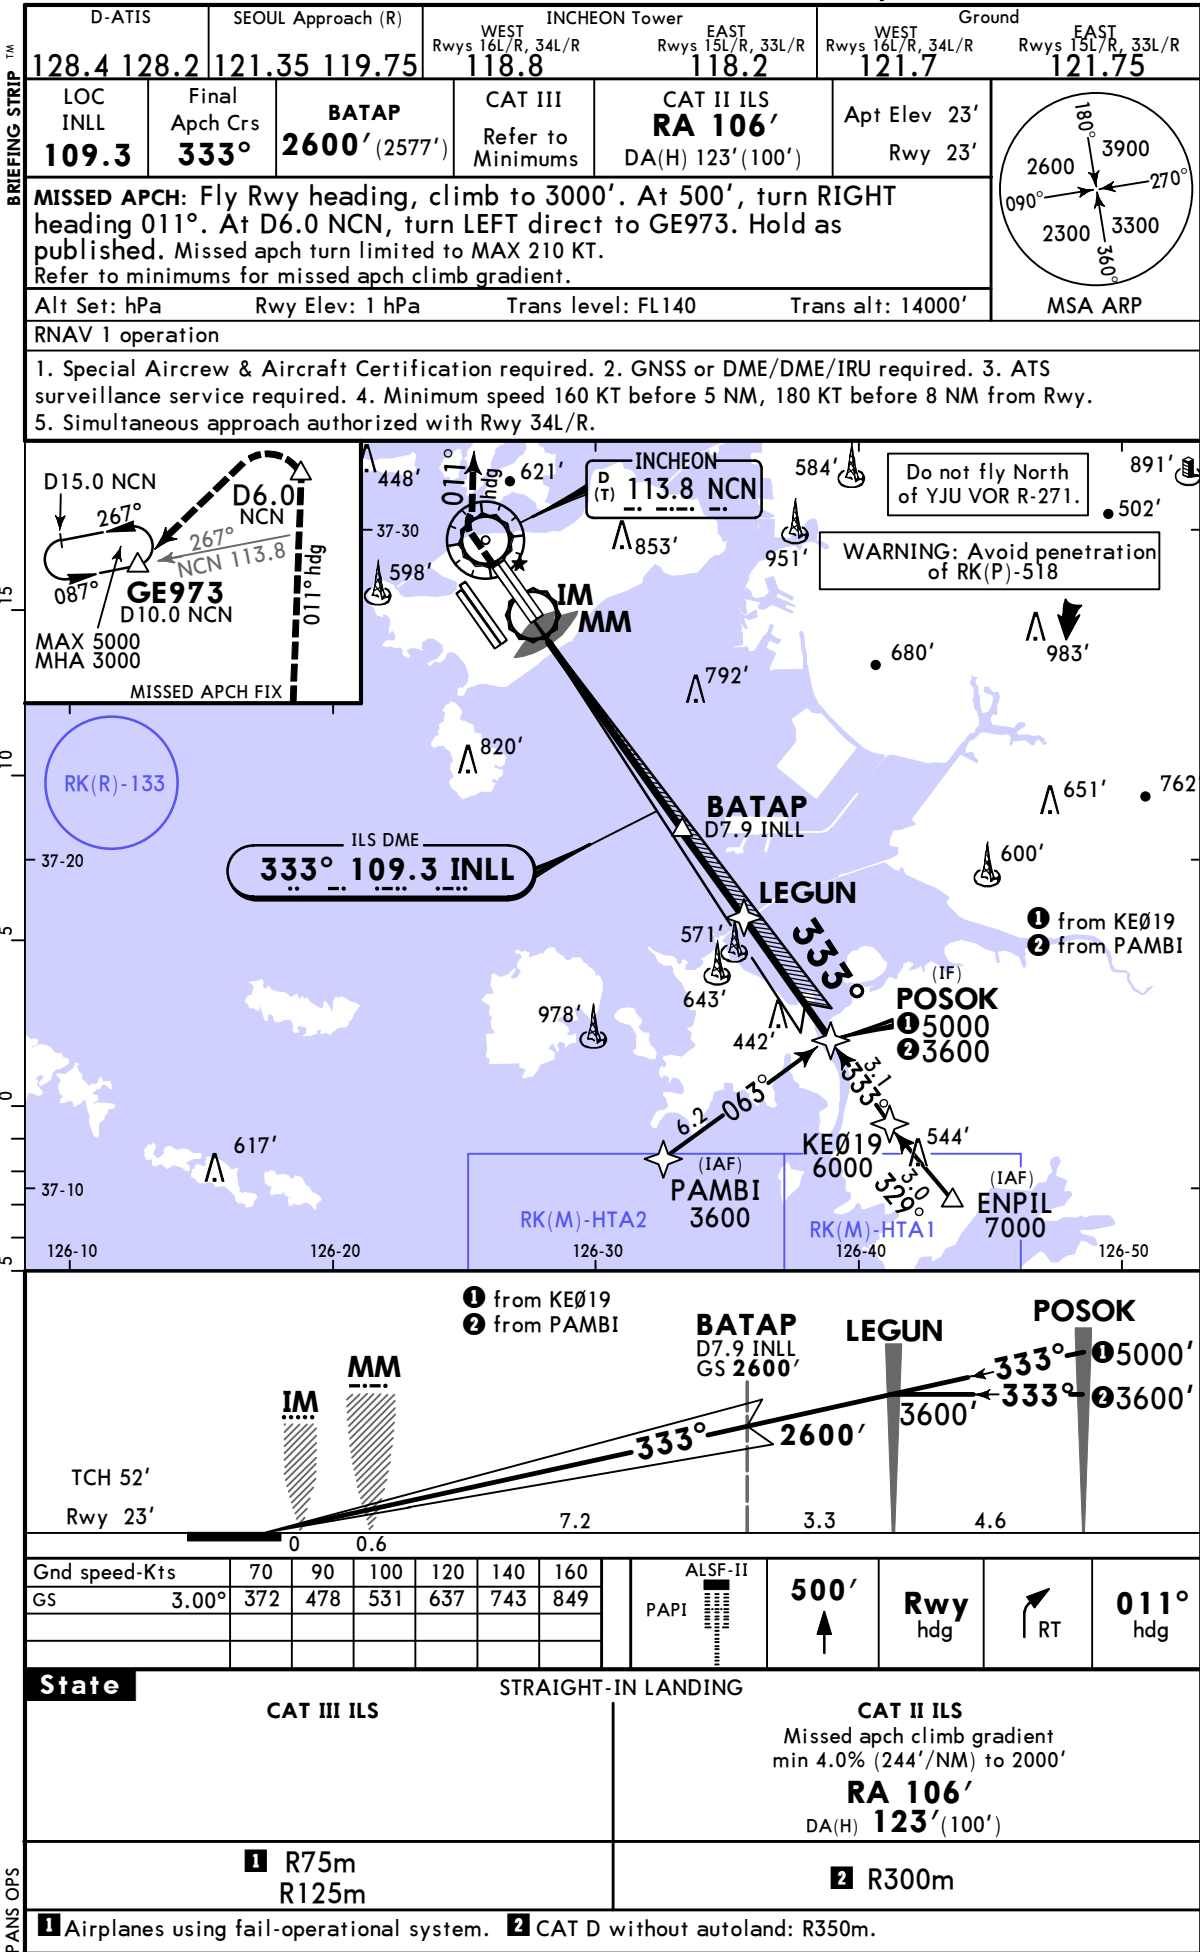 BRIEFING STRIP ™
D-ATIS
128.4 128.2
SEOUL Approach (R)
121.35 119.75
INCHEON Tower
WEST
Rwys 16L/R, 34L/R
118.8
EAST
Rwys 15L/R, 33L/R
118.2
Ground
WEST
Rwys 16L/R, 34L/R
121.7
EAST
Rwys 15L/R, 33L/R
121.75
LOC
INLL
109.3
Final
Apch Crs
333°
BATAP
2600′ (2577′)
CAT III
Refer to
Minimums
CAT II ILS
RA 106′
DA(H) 123′(100′)
Apt Elev 23′
Rwy 23′
180°
3900
270°
3300
360°
2300
090°
2600
MSA ARP
MISSED APCH: Fly Rwy heading, climb to 3000′. At 500′, turn RIGHT
heading 011°. At D6.0 NCN, turn LEFT direct to GE973. Hold as
published. Missed apch turn limited to MAX 210 KT.
Refer to minimums for missed apch climb gradient.
Alt Set: hPa Rwy Elev: 1 hPa Trans level: FL140 Trans alt: 14000′
RNAV 1 operation
1. Special Aircrew & Aircraft Certification required. 2. GNSS or DME/DME/IRU required. 3. ATS
surveillance service required. 4. Minimum speed 160 KT before 5 NM, 180 KT before 8 NM from Rwy.
5. Simultaneous approach authorized with Rwy 34L/R.
D15.0 NCN
267°
087°
D6.0
NCN
267°
NCN 113.8
GE973
D10.0 NCN
011° hdg
MAX 5000
MHA 3000
MISSED APCH FIX
448′
011°
hdg
621′
INCHEON
D
(T) 113.8 NCN
584′
Do not fly North
of YJU VOR R-271.
891′
502′
37-30
853′
951′
WARNING: Avoid penetration
of RK(P)-518
598′
IM
MM
983′
680′
792′
15
10
5
0
5
RK(R)-133
820′
BATAP
D7.9 INLL
651′
762
ILS DME
333° 109.3 INLL
37-20
600′
LEGUN
333°
571′
643′
442′
978′
1 from KEØ19
2 from PAMBI
(IF)
POSOK
1 5000
2 3600
3.1
333°
063°
6.2
617′
KEØ19
6000
544′
3.0
329°
(IAF)
PAMBI
3600
(IAF)
ENPIL
7000
37-10
RK(M)-HTA2
RK(M)-HTA1
126-10 126-20 126-30 126-40 126-50
1 from KEØ19
2 from PAMBI
BATAP
D7.9 INLL
GS 2600′
LEGUN
POSOK
MM
IM
333°
1 5000′
333°
2 3600′
3600′
333°
2600′
TCH 52′
Rwy 23′
0 0.6 7.2 3.3 4.6
Gnd speed-Kts 70 90 100 120 140 160
GS 3.00° 372 478 531 637 743 849
ALSF-II
PAPI
500′
Rwy
hdg
RT
011°
hdg
State
STRAIGHT-IN LANDING
CAT III ILS
CAT II ILS
Missed apch climb gradient
min 4.0% (244′/NM) to 2000′
RA 106′
DA(H) 123′(100′)
1 R75m
R125m
2 R300m
PANS OPS
1 Airplanes using fail-operational system. 2 CAT D without autoland: R350m.